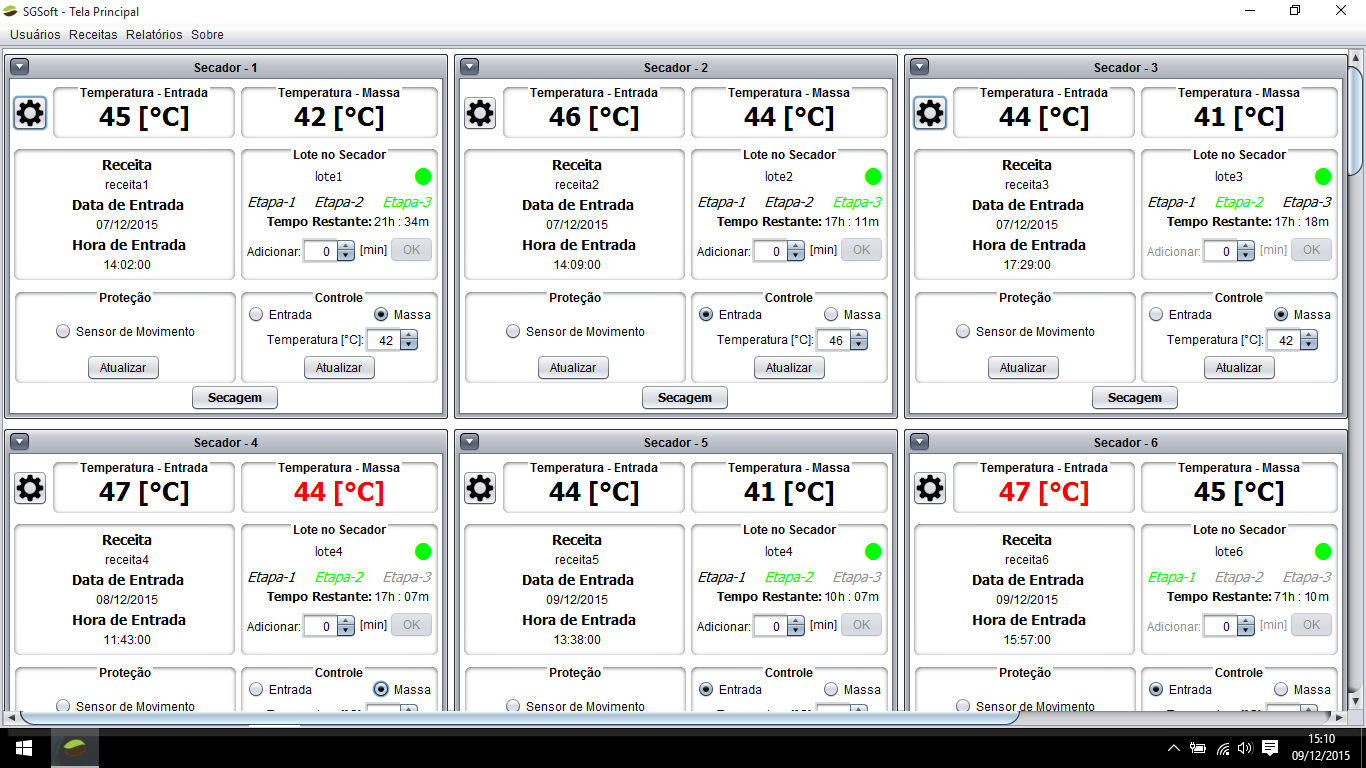 SGSoft - Tela Principal
Usuários Receitas Relatórios Sobre
Secador - 1
Temperatura - Entrada
45 [°C]
Temperatura - Massa
42 [°C]
Receita
receita1
Data de Entrada
07/12/2015
Hora de Entrada
14:02:00
Lote no Secador
lote1
Etapa-1 Etapa-2 Etapa-3
Tempo Restante: 21h : 34m
Adicionar: 0 [min] OK
Proteção
Sensor de Movimento
Atualizar
Controle
Entrada Massa
Temperatura [°C]: 42
Atualizar
Secagem
Secador - 2
Temperatura - Entrada
46 [°C]
Temperatura - Massa
44 [°C]
Receita
receita2
Data de Entrada
07/12/2015
Hora de Entrada
14:09:00
Lote no Secador
lote2
Etapa-1 Etapa-2 Etapa-3
Tempo Restante: 17h : 11m
Adicionar: 0 [min] OK
Proteção
Sensor de Movimento
Atualizar
Controle
Entrada Massa
Temperatura [°C]: 46
Atualizar
Secagem
Secador - 3
Temperatura - Entrada
44 [°C]
Temperatura - Massa
41 [°C]
Receita
receita3
Data de Entrada
07/12/2015
Hora de Entrada
17:29:00
Lote no Secador
lote3
Etapa-1 Etapa-2 Etapa-3
Tempo Restante: 17h : 18m
Adicionar: 0 [min] OK
Proteção
Sensor de Movimento
Atualizar
Controle
Entrada Massa
Temperatura [°C]: 42
Atualizar
Secagem
Secador - 4
Temperatura - Entrada
47 [°C]
Temperatura - Massa
44 [°C]
Receita
receita4
Data de Entrada
08/12/2015
Hora de Entrada
11:43:00
Lote no Secador
lote4
Etapa-1 Etapa-2 Etapa-3
Tempo Restante: 17h : 07m
Adicionar: 0 [min] OK
Proteção
Sensor de Movimento
Controle
Entrada Massa
Secador - 5
Temperatura - Entrada
44 [°C]
Temperatura - Massa
41 [°C]
Receita
receita5
Data de Entrada
09/12/2015
Hora de Entrada
13:38:00
Lote no Secador
lote4
Etapa-1 Etapa-2 Etapa-3
Tempo Restante: 10h : 07m
Adicionar: 0 [min] OK
Proteção
Sensor de Movimento
Controle
Entrada Massa
Secador - 6
Temperatura - Entrada
47 [°C]
Temperatura - Massa
45 [°C]
Receita
receita6
Data de Entrada
09/12/2015
Hora de Entrada
15:57:00
Lote no Secador
lote6
Etapa-1 Etapa-2 Etapa-3
Tempo Restante: 71h : 10m
Adicionar: 0 [min] OK
Proteção
Sensor de Movimento
Controle
Entrada Massa
15:10
09/12/2015